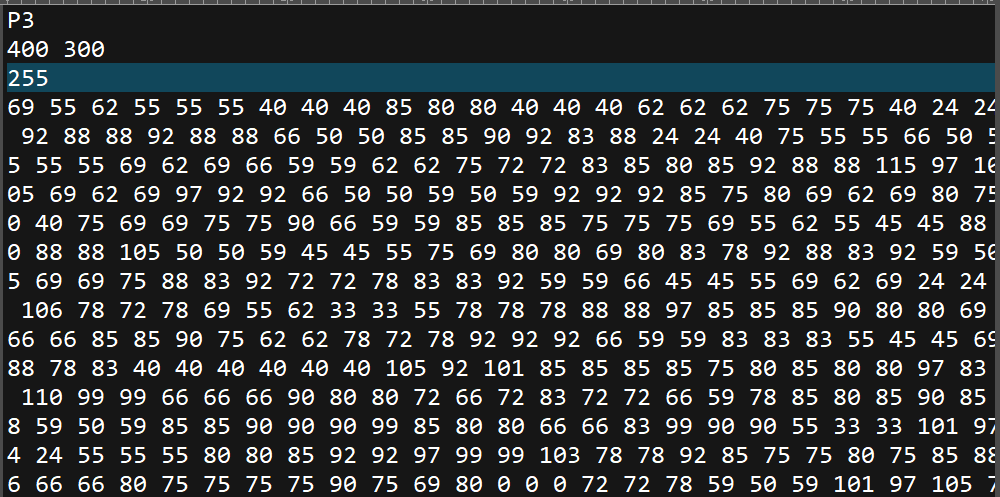 P3
400 300
255
69 55 62 55 55 55 40 40 40 85 80 80 40 40 40 62 62 62 75 75 75 40 24 24
92 88 88 92 88 88 66 50 50 85 85 90 92 83 88 24 24 40 75 55 55 66 50 5
5 55 55 69 62 69 66 59 59 62 62 75 72 72 83 85 80 85 92 88 88 115 97 10
05 69 62 69 97 92 92 66 50 50 59 50 59 92 92 92 85 75 80 69 62 69 80 75
0 40 75 69 69 75 75 90 66 59 59 85 85 85 75 75 75 69 55 62 55 45 45 88
0 88 88 105 50 50 59 45 45 55 75 69 80 80 69 80 83 78 92 88 83 92 59 50
5 69 69 75 88 83 92 72 72 78 83 83 92 59 59 66 45 45 55 69 62 69 24 24
106 78 72 78 69 55 62 33 33 55 78 78 78 88 88 97 85 85 85 90 80 80 69
66 66 85 85 90 75 62 62 78 72 78 92 92 92 66 59 59 83 83 83 55 45 45 69
88 78 83 40 40 40 40 40 40 105 92 101 85 85 85 85 75 80 85 80 80 97 83
110 99 99 66 66 66 90 80 80 72 66 72 83 72 72 66 59 78 85 80 85 90 85
8 59 50 59 85 85 90 90 90 99 85 80 80 66 66 83 99 90 90 55 33 33 101 97
4 24 55 55 55 80 80 85 92 92 97 99 99 103 78 78 92 85 75 75 80 75 85 88
6 66 66 80 75 75 75 75 90 75 69 80 0 0 0 72 72 78 59 50 59 101 97 105 7